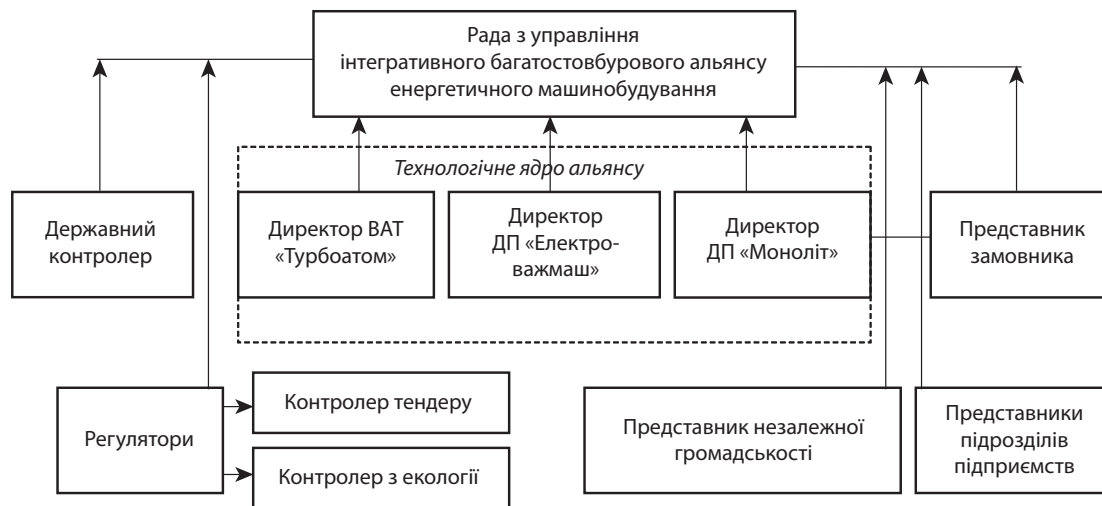 Рада з управління
інтегративного багатостовбурового альянсу
енергетичного машинобудування
Технологічне ядро альянсу
Державний
контролер
Директор ВАТ
«Турбоатом»
Директор
ДП «Електро-
важмаш»
Директор
ДП «Моноліт»
Представник
замовника
Регулятори
Контролер тендеру
Контролер з екології
Представник незалежної
громадськості
Представники
підрозділів
підприємств